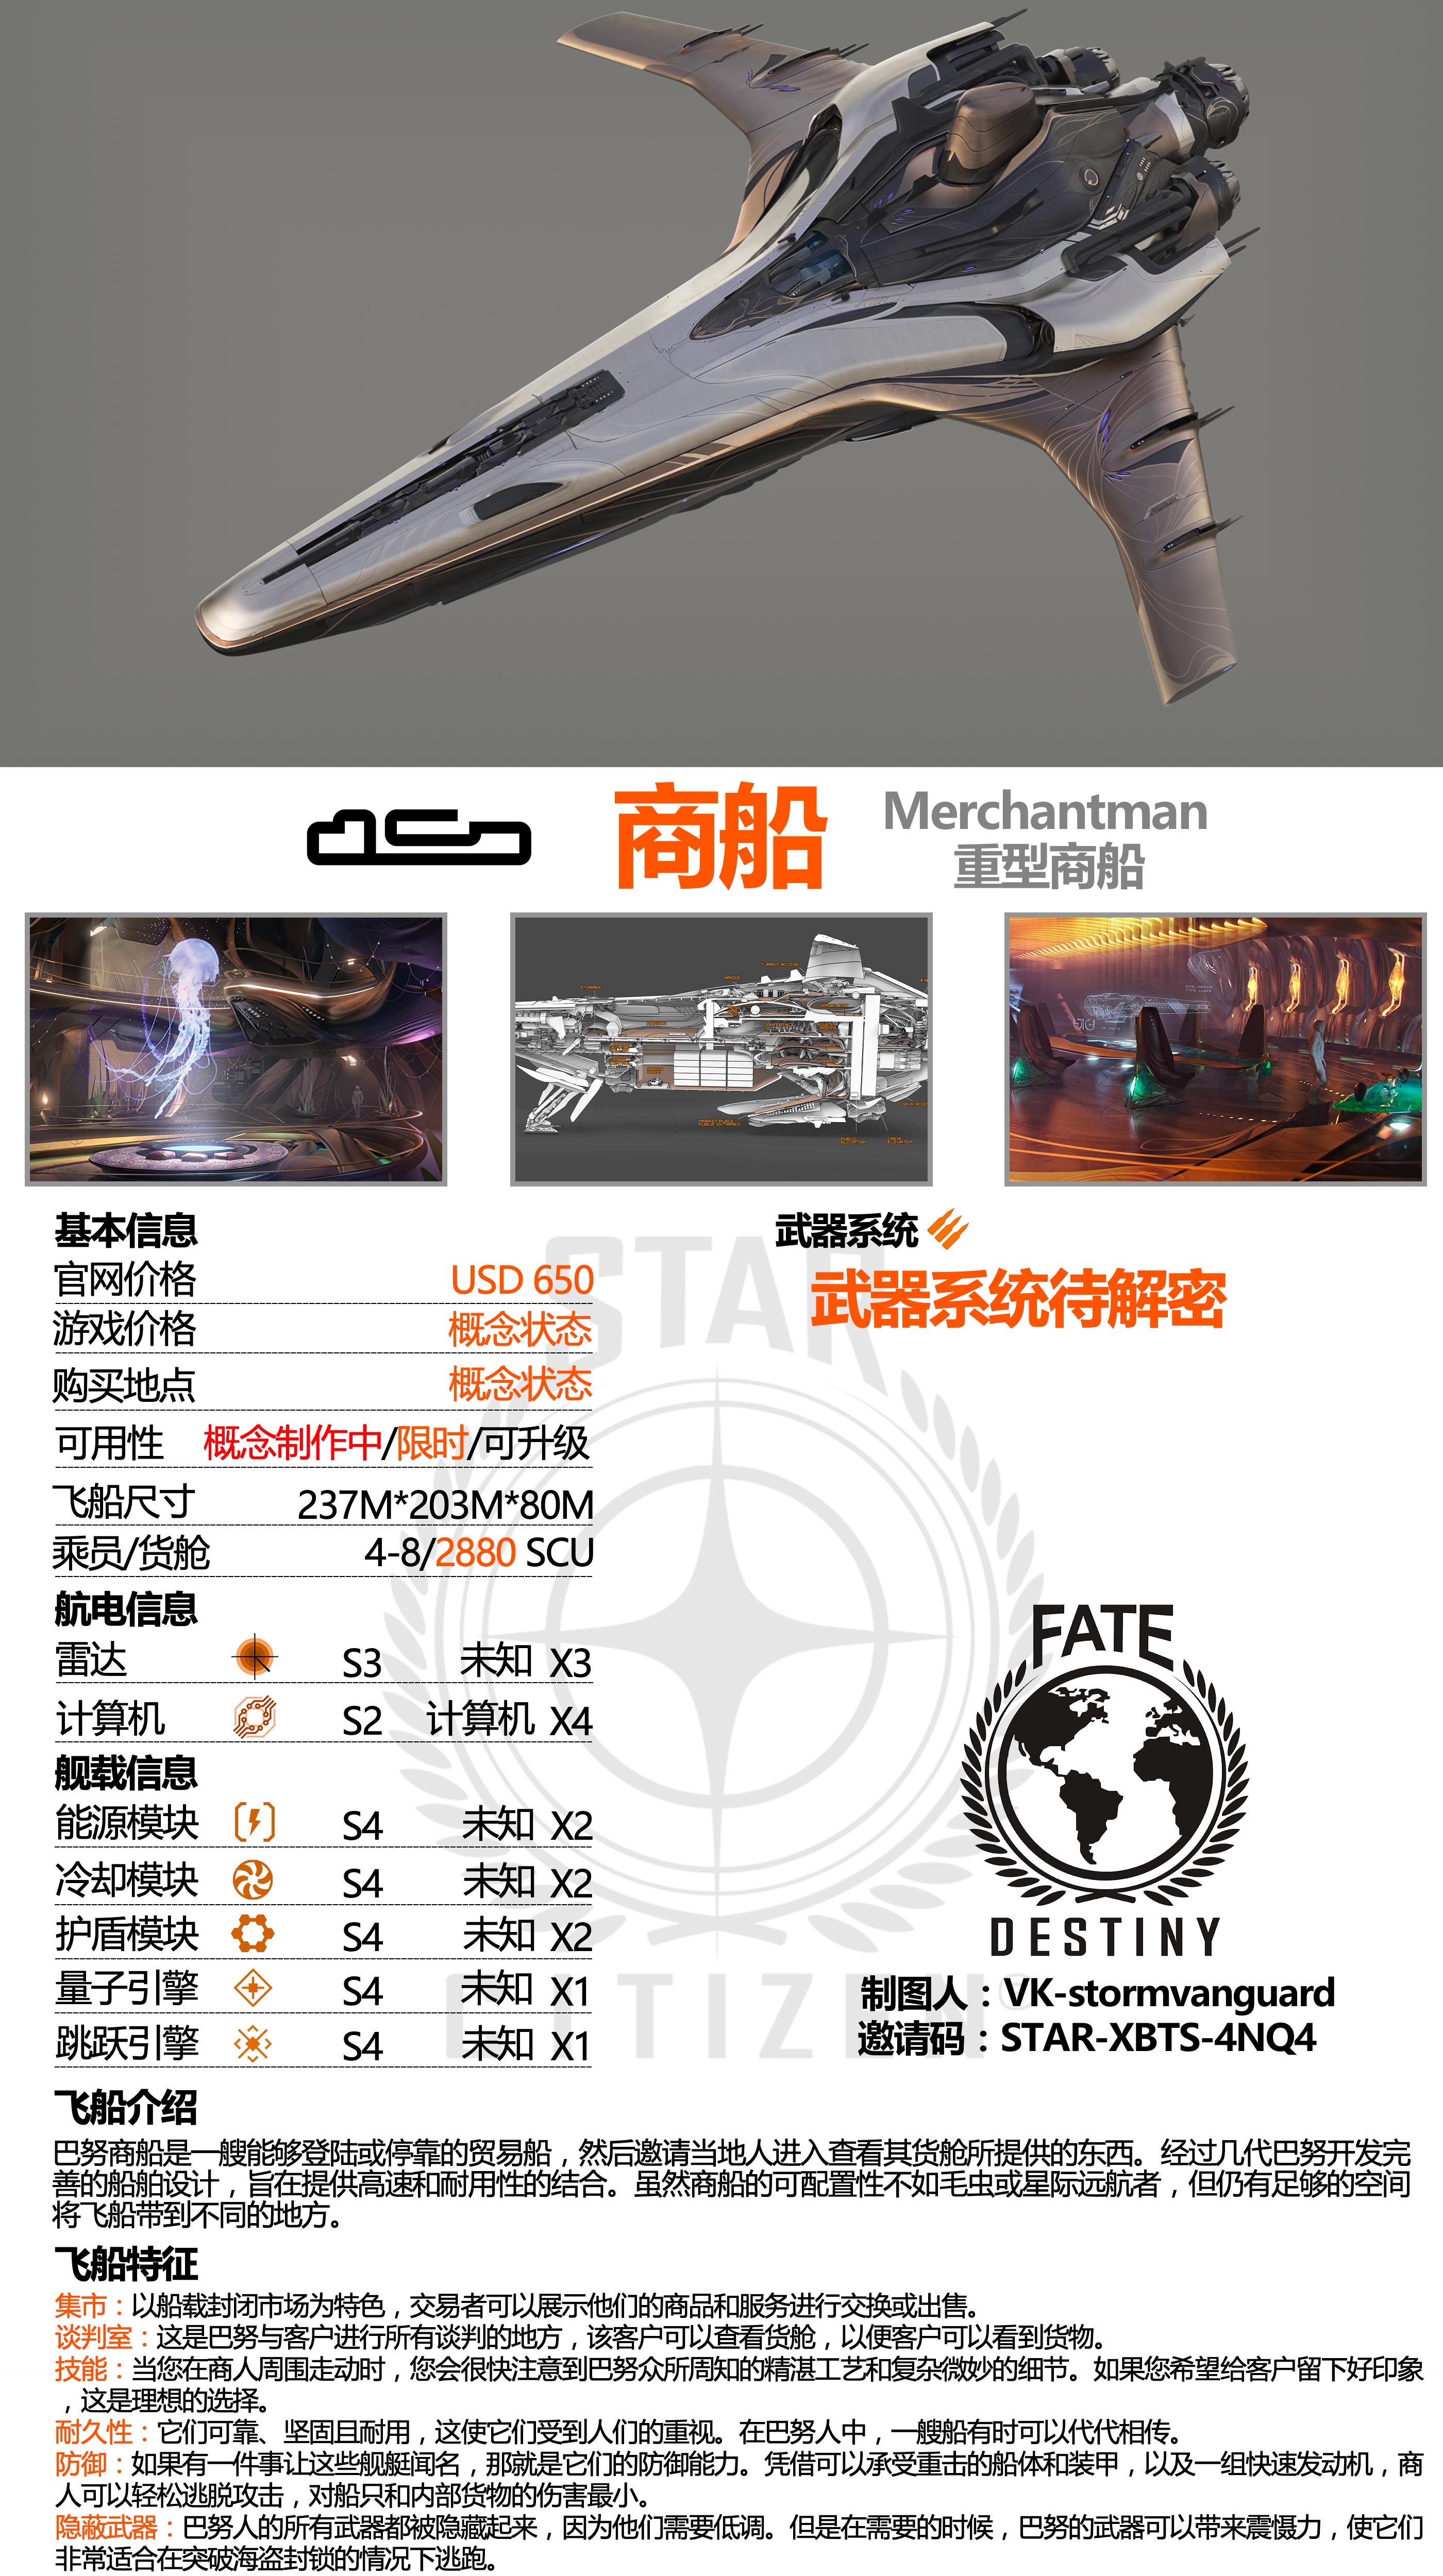 商船
Merchantman
重型商船
基本信息
官网价格 USD 650
游戏价格 概念状态
购买地点 概念状态
可用性 概念制作中/限时/可升级
飞船尺寸 237M*203M*80M
乘员/货舱 4-8/2880 SCU
航电信息
雷达 S3 未知 X3
计算机 S2 计算机 X4
舰载信息
能源模块 S4 未知 X2
冷却模块 S4 未知 X2
护盾模块 S4 未知 X2
量子引擎 S4 未知 X1
跳跃引擎 S4 未知 X1
武器系统
武器系统待解密
STAR
CITIZEN
FATE
DESTINY
制图人：VK-stormvanguard
邀请码：STAR-XBTS-4NQ4
飞船介绍
巴努商船是一艘能够登陆或停靠的贸易船，然后邀请当地人进入查看其货舱所提供的东西。经过几代巴努开发完
善的船舶设计，旨在提供高速和耐用性的结合。虽然商船的可配置性不如毛虫或星际远航者，但仍有足够的空间
将飞船带到不同的地方。
飞船特征
集市：以船载封闭市场为特色，交易者可以展示他们的商品和服务进行交换或出售。
谈判室：这是巴努与客户进行所有谈判的地方，该客户可以查看货舱，以便客户可以看到货物。
技能：当您在商人周围走动时，您会很快注意到巴努众所周知的精湛工艺和复杂微妙的细节。如果您希望给客户留下好印象
，这是理想的选择。
耐久性：它们可靠、坚固且耐用，这使它们受到人们的重视。在巴努人中，一艘船有时可以代代相传。
防御：如果有一件事让这些舰艇闻名，那就是它们的防御能力。凭借可以承受重击的船体和装甲，以及一组快速发动机，商
人可以轻松逃脱攻击，对船只和内部货物的伤害最小。
隐蔽武器：巴努人的所有武器都被隐藏起来，因为他们需要低调。但是在需要的时候，巴努的武器可以带来震慑力，使它们
非常适合在突破海盗封锁的情况下逃跑。